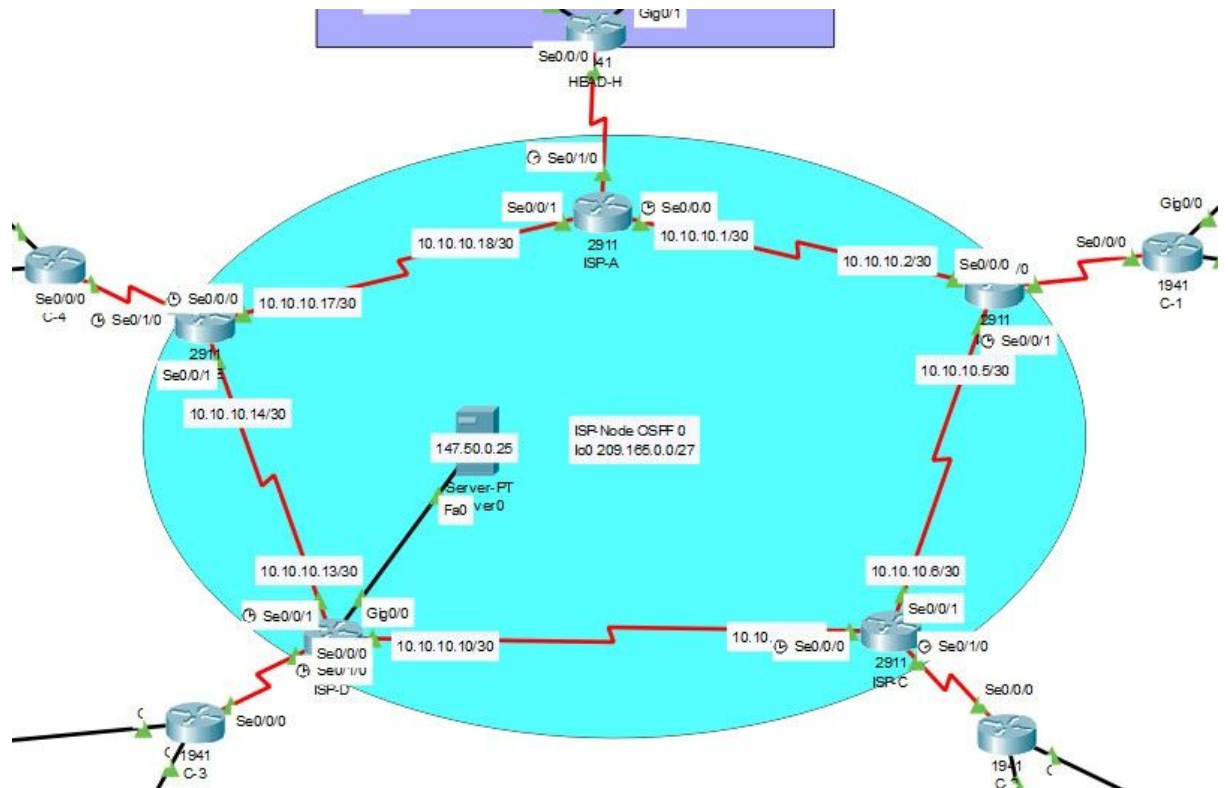 Gig0/1
Se0/0/0
41
HEAD-H
Se0/1/0
Se0/0/1
Se0/0/0
2911
ISP-A
10.10.10.18/30
10.10.10.1/30
10.10.10.2/30
Se0/0/0
/0
Se0/0/0
Gig0/0
1941
C-1
2911
Se0/0/1
10.10.10.5/30
Se0/0/0
C-4
Se0/1/0
Se0/0/0
10.10.10.17/30
2911
Se0/0/1
10.10.10.14/30
147.50.0.25
Server-PT
ver0
Fa0
ISP-Node OSPF 0
lo0 209.165.0.0/27
10.10.10.13/30
Se0/0/1
Gig0/0
10.10.10.10/30
Se0/0/0
Se0/1/0
ISP-D
10.10.10.6/30
Se0/0/1
10.10.
Se0/0/0
Se0/1/0
2911
ISP-C
Se0/0/0
1941
C-3
Se0/0/0
1941